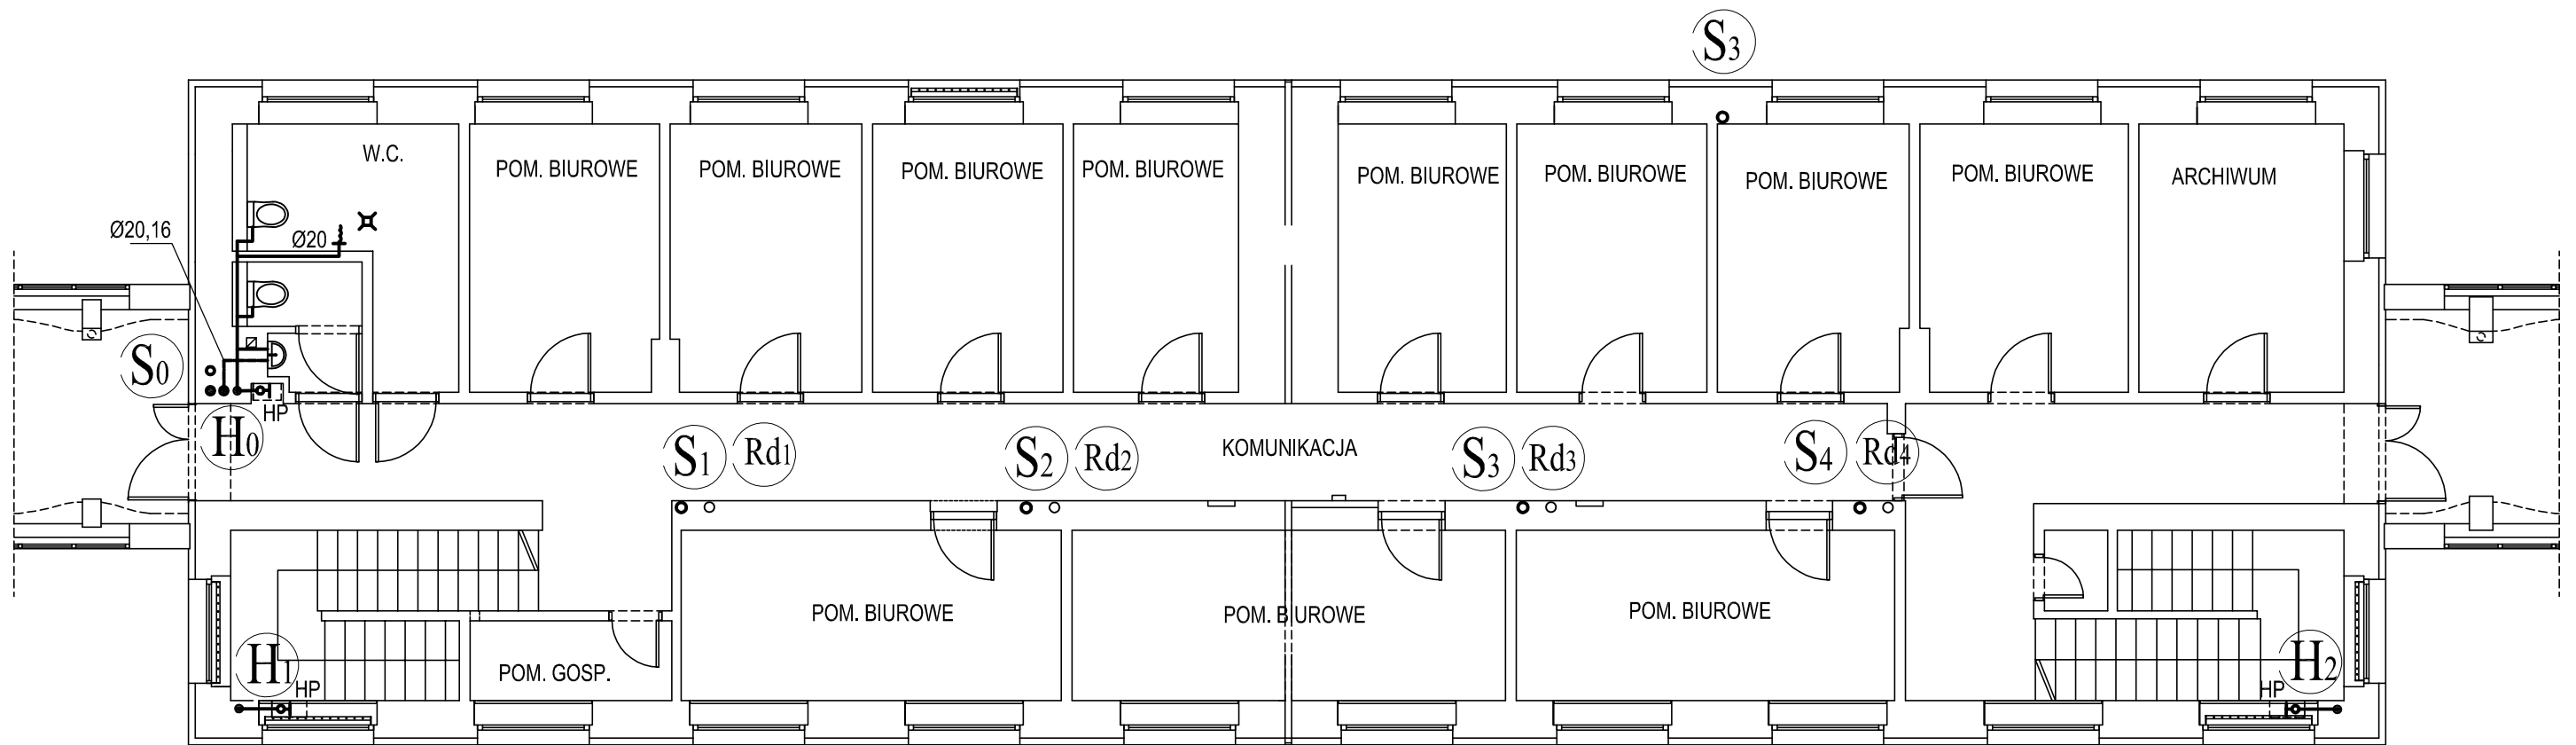 S3
W.C.
POM. BIUROWE
POM. BIUROWE
POM. BIUROWE
POM. BIUROWE
POM. BIUROWE
POM. BIUROWE
POM. BIUROWE
POM. BIUROWE
ARCHIWUM
Ø20,16
Ø20
S0
HP
H0
S1
Rd1
S2
Rd2
KOMUNIKACJA
S3
Rd3
S4
Rd4
POM. BIUROWE
POM. BIUROWE
POM. BIUROWE
H1
HP
POM. GOSP.
H2
HP